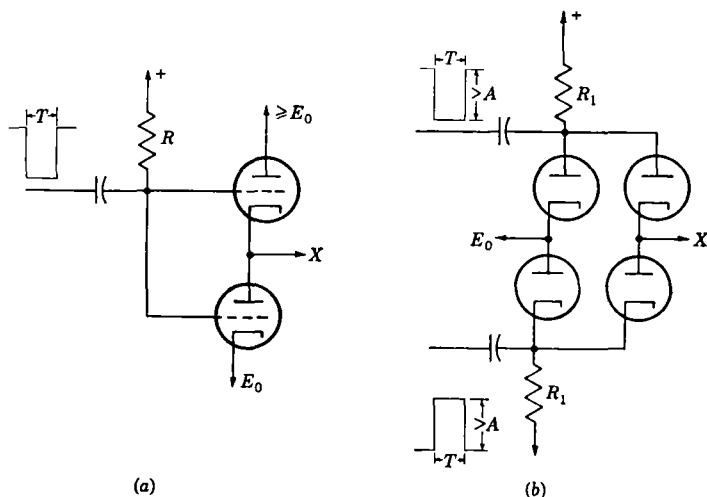 +
T
R
≥E₀
X
E₀
(a)
+
T
>A
R₁
E₀
X
R₁
>A
T
(b)